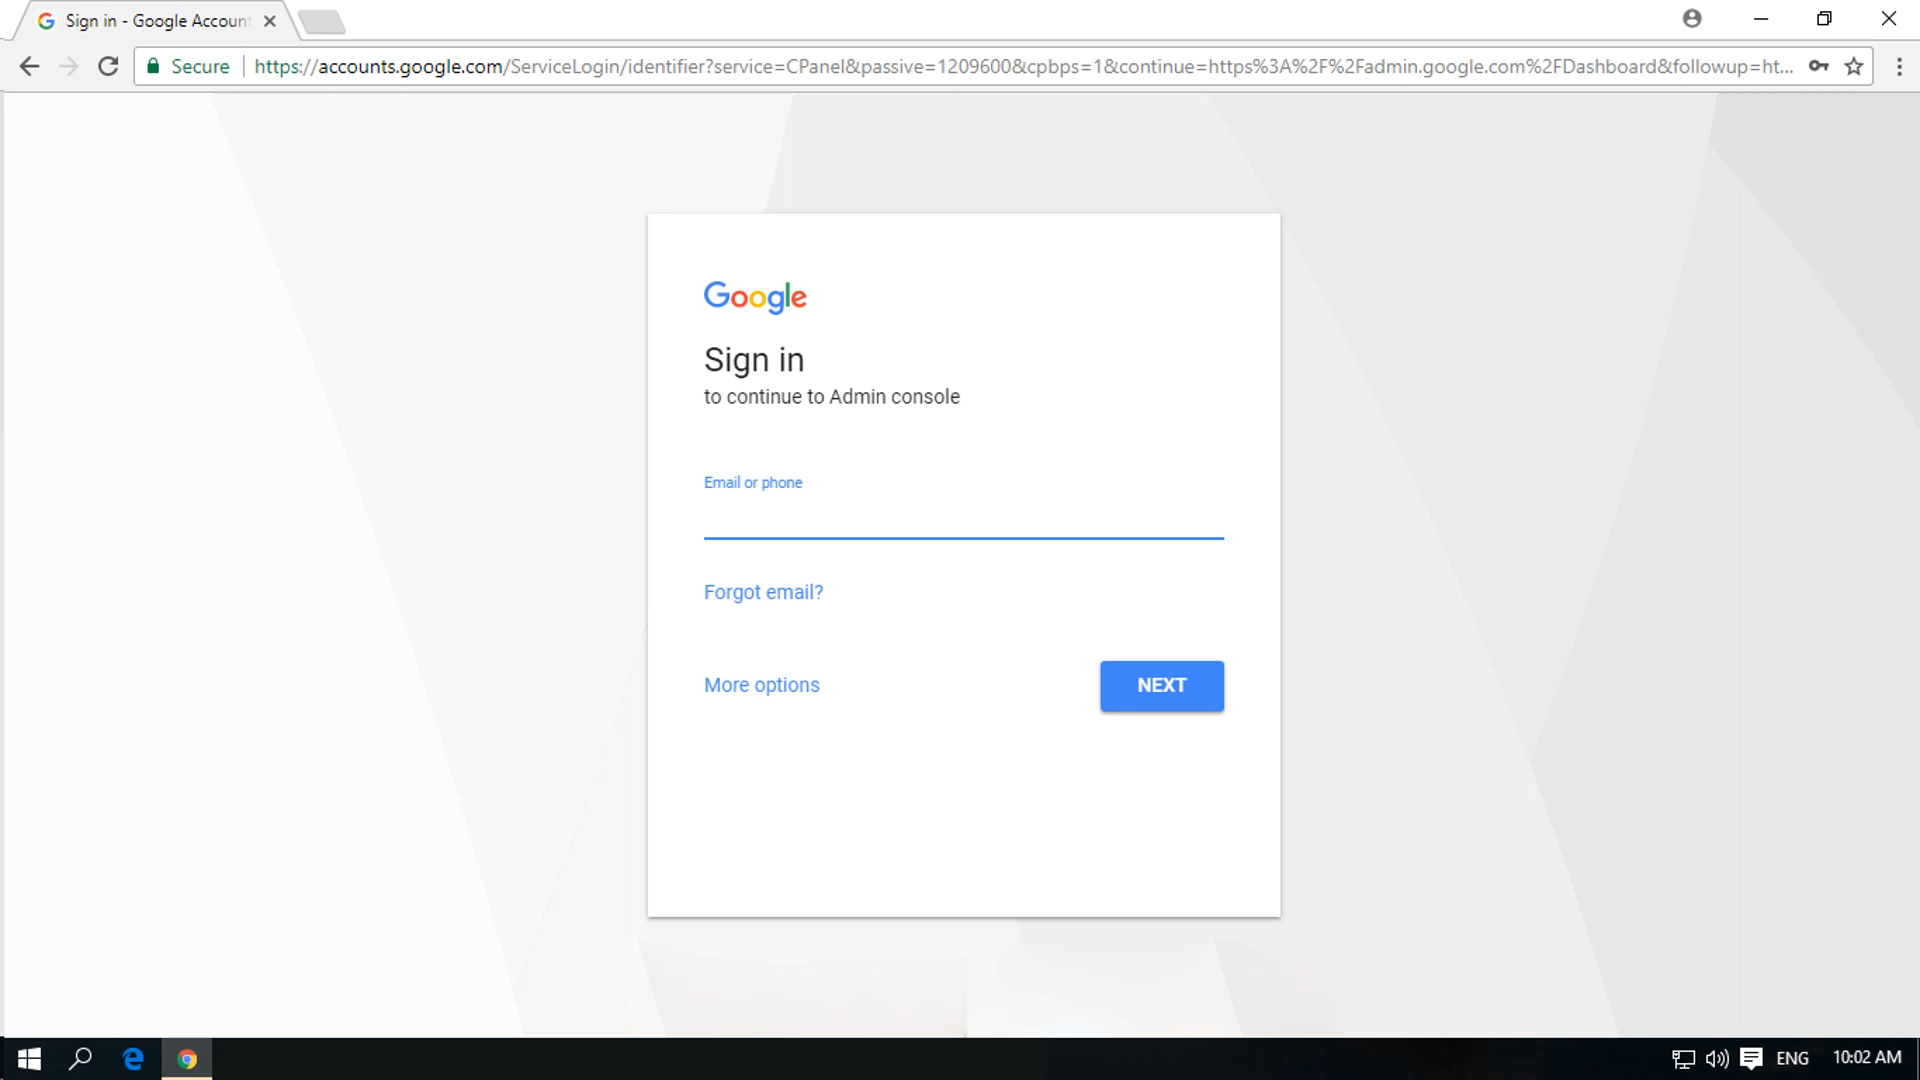 Sign in - Google Accoun
Secure
https://accounts.google.com/ServiceLogin/identifier?service=CPanel&passive=1209600&cpbps=1&continue=https%3A%2F%2Fadmin.google.com%2FDashboard&followup=ht...
Google
Sign in
to continue to Admin console
Email or phone
Forgot email?
More options
NEXT
ENG
10:02 AM